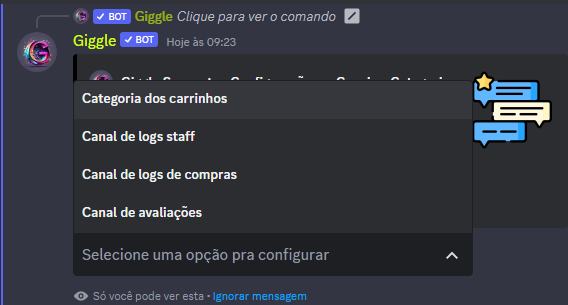 BOT Giggle Clique para ver o comando
Giggle BOT Hoje às 09:23
Categoria dos carrinhos
Canal de logs staff
Canal de logs de compras
Canal de avaliações
Selecione uma opção pra configurar
Só você pode ver esta • Ignorar mensagem